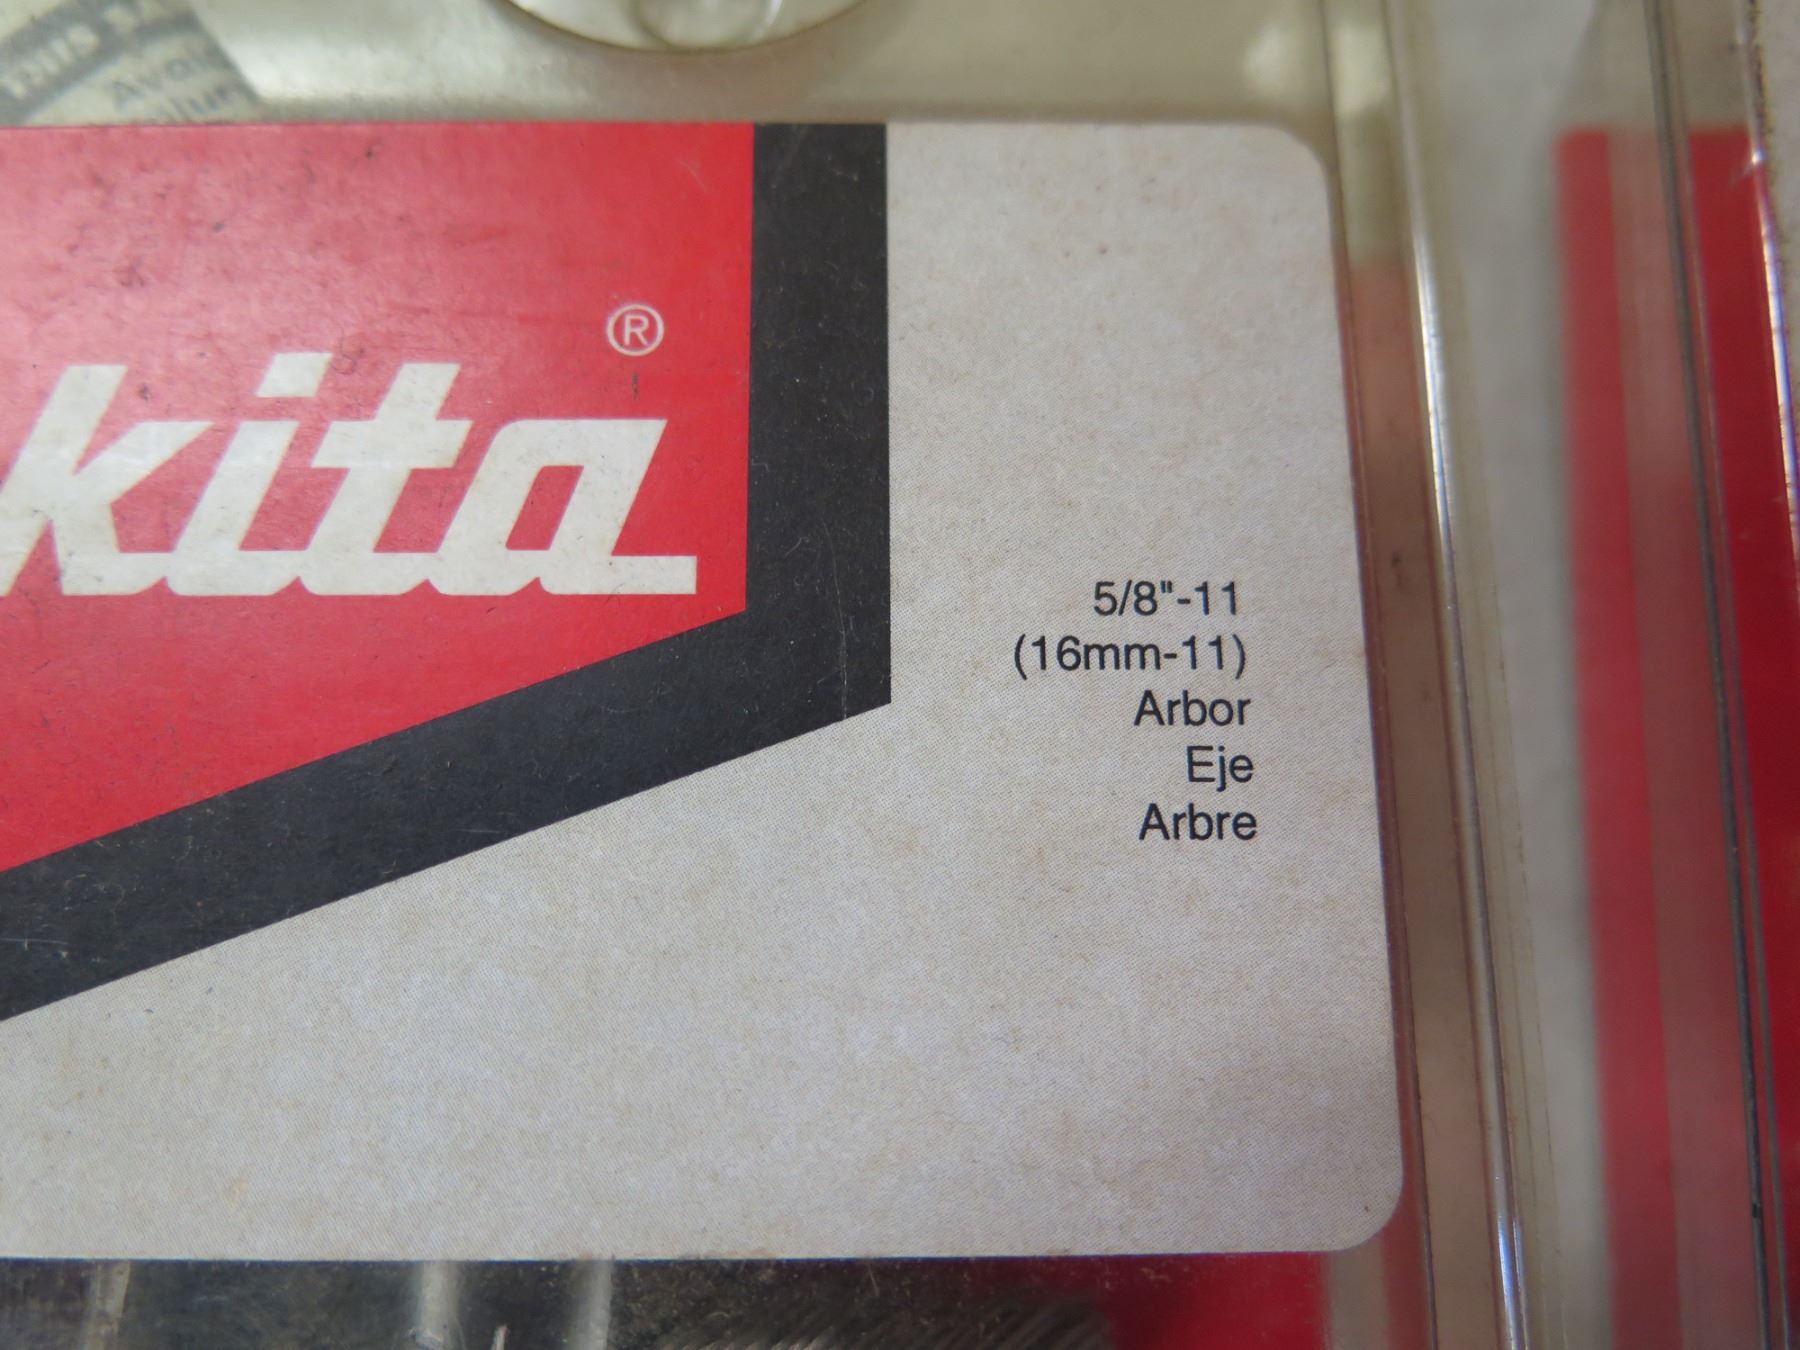 kita®
5/8"-11
(16mm-11)
Arbor
Eje
Arbre